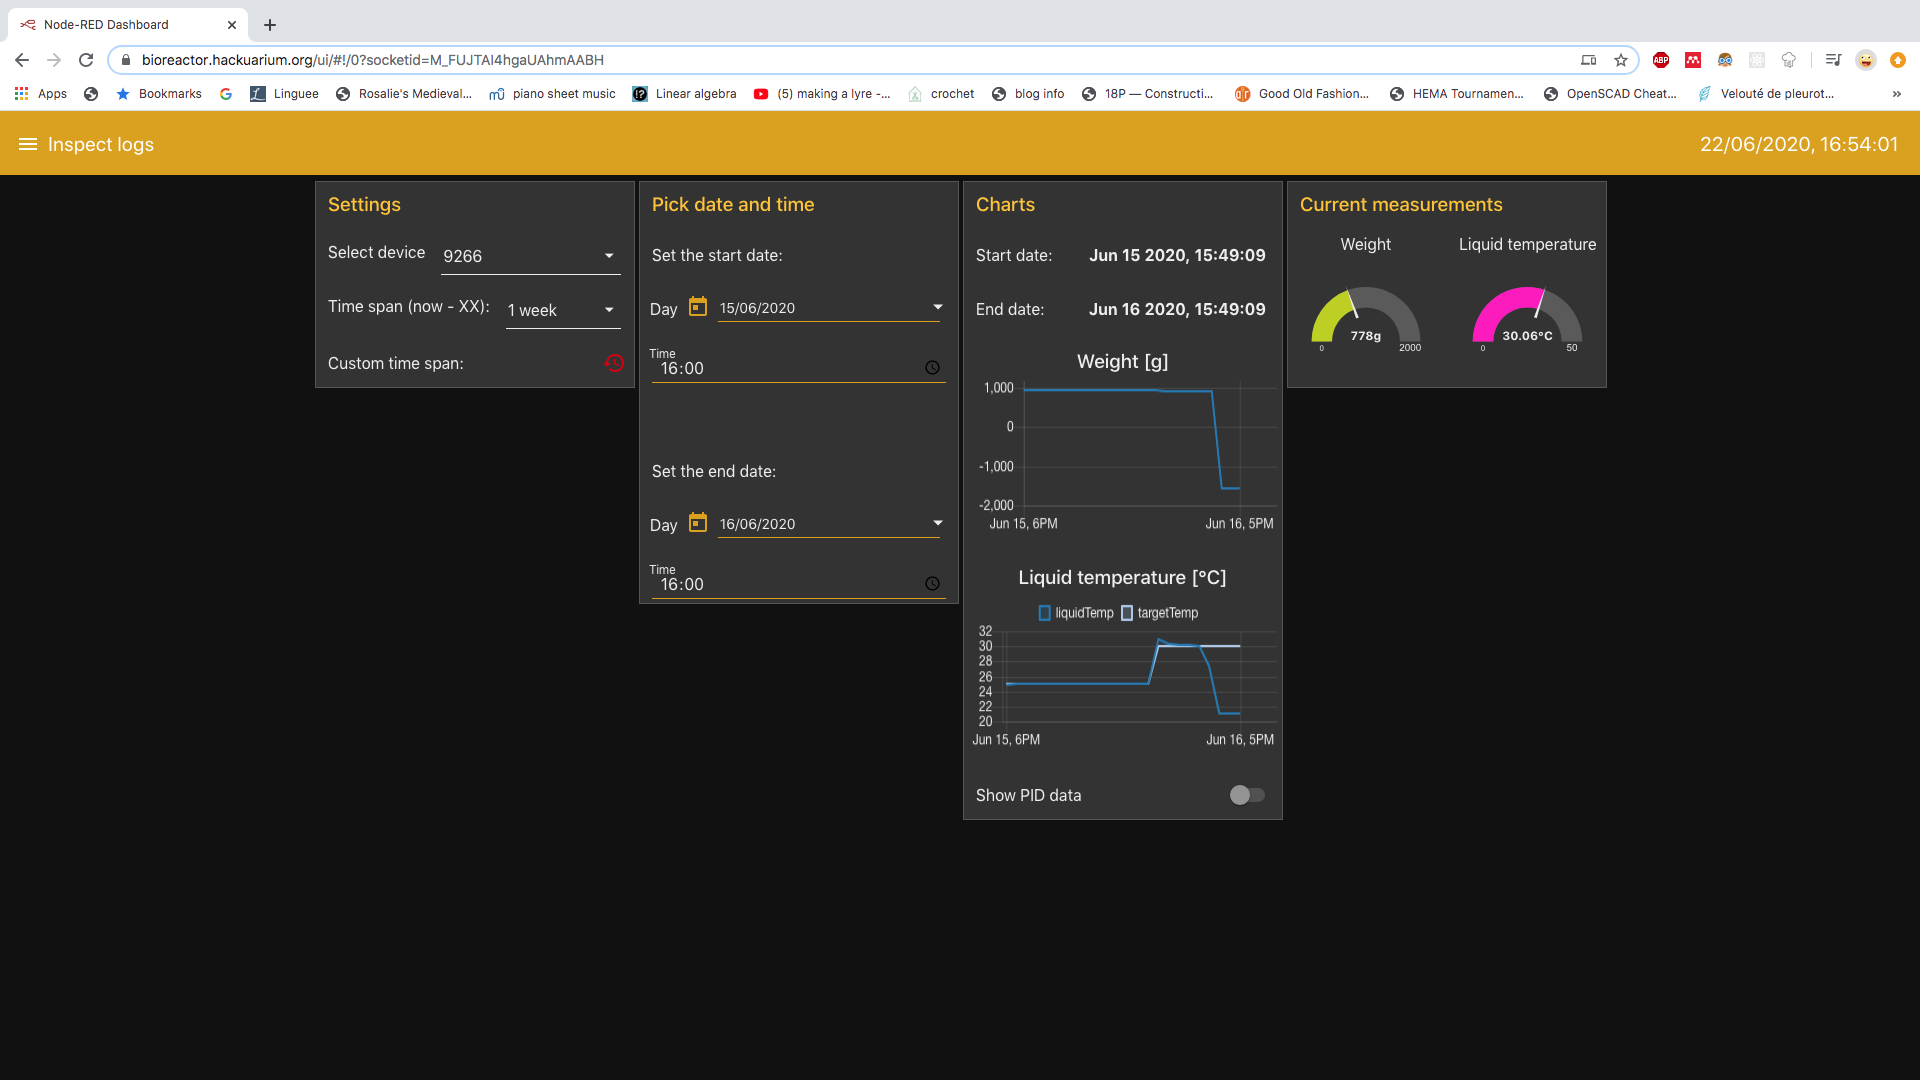 Node-RED Dashboard
bioreactor.hackuarium.org/ui/#!/0?socketid=M_FUJTAI4hgaUAhmAABH
ABP
Apps Bookmarks Linguee Rosalie's Medieval... piano sheet music Linear algebra (5) making a lyre -... crochet blog info 18P — Constructi... Good Old Fashion... HEMA Tournamen... OpenSCAD Cheat... Velouté de pleurot... »
Inspect logs
22/06/2020, 16:54:01
Settings
Select device 9266
Time span (now - XX): 1 week
Custom time span:
Pick date and time
Set the start date:
Day 15/06/2020
Time
16:00
Set the end date:
Day 16/06/2020
Time
16:00
Charts
Start date: Jun 15 2020, 15:49:09
End date: Jun 16 2020, 15:49:09
Weight [g]
1,000
0
-1,000
-2,000
Jun 15, 6PM Jun 16, 5PM
Liquid temperature [°C]
liquidTemp targetTemp
32
30
28
26
24
22
20
Jun 15, 6PM Jun 16, 5PM
Show PID data
Current measurements
Weight Liquid temperature
778g 30.06°C
0 2000 0 50